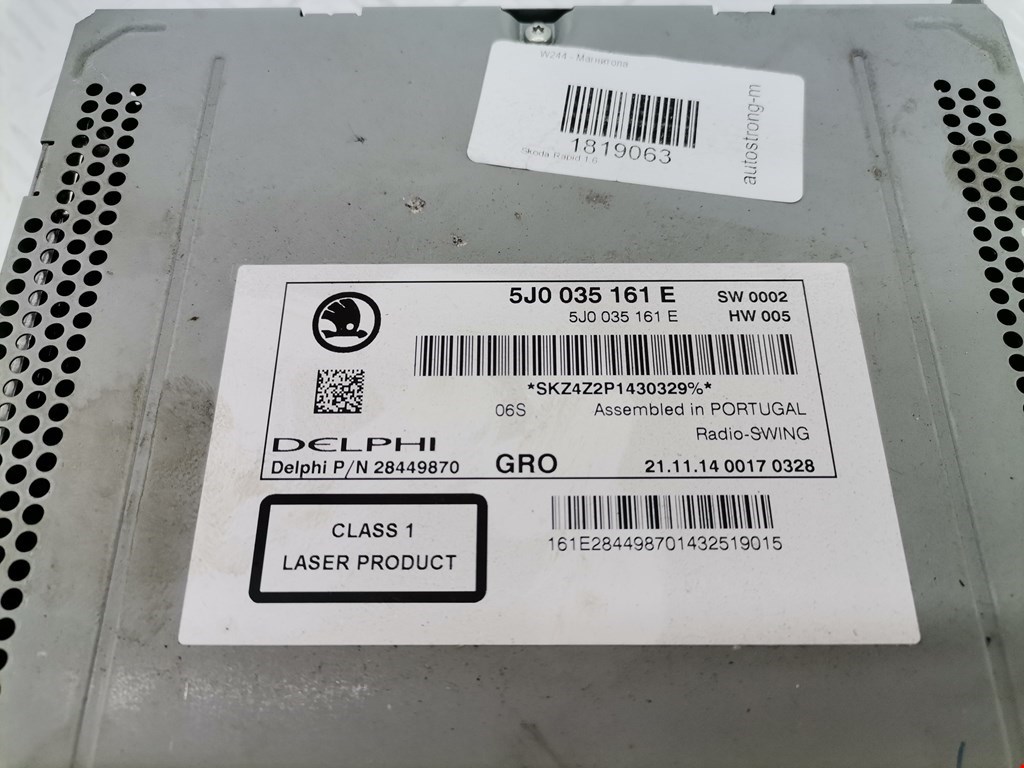 W244 - Магнитола
1819063
Skoda Rapid 1.6
autostrong-m
5J0 035 161 E SW 0002
5J0 035 161 E HW 005
*SKZ4Z2P1430329%*
06S Assembled in PORTUGAL
Radio-SWING
DELPHI
Delphi P/N 28449870 GRO 21.11.14 0017 0328
CLASS 1
LASER PRODUCT
161E284498701432519015